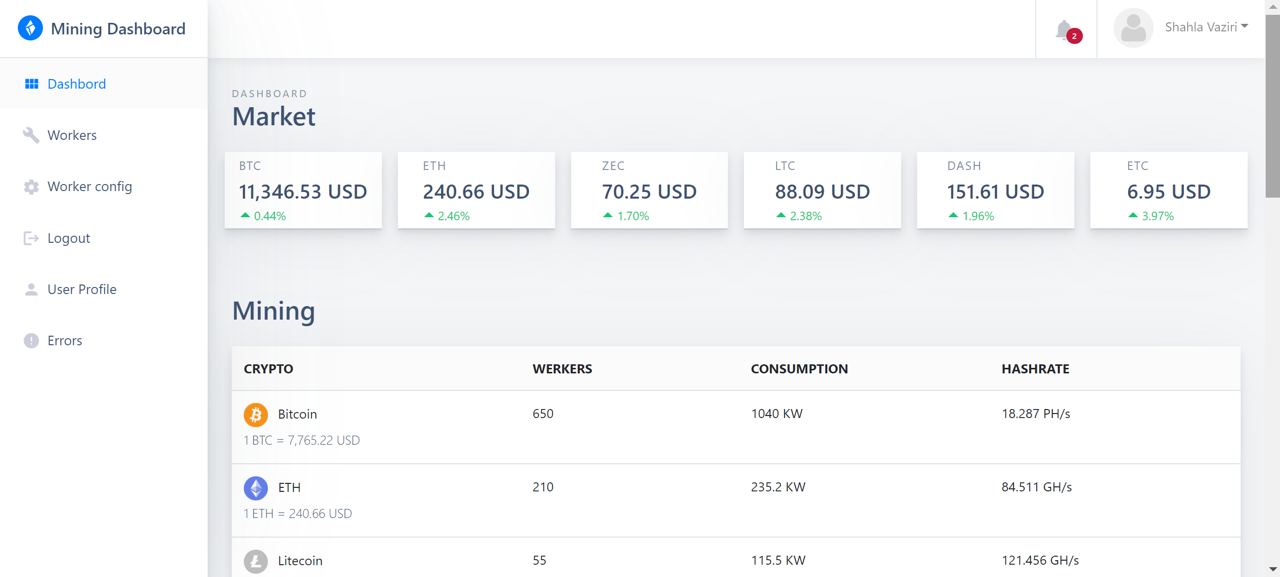 Mining Dashboard
2
Shahla Vaziri
Dashbord
Workers
Worker config
Logout
User Profile
Errors
DASHBOARD
Market
BTC
11,346.53 USD
0.44%
ETH
240.66 USD
2.46%
ZEC
70.25 USD
1.70%
LTC
88.09 USD
2.38%
DASH
151.61 USD
1.96%
ETC
6.95 USD
3.97%
Mining
CRYPTO WERKERS CONSUMPTION HASHRATE
Bitcoin 650 1040 KW 18.287 PH/s
1 BTC = 7,765.22 USD
ETH 210 235.2 KW 84.511 GH/s
1 ETH = 240.66 USD
Litecoin 55 115.5 KW 121.456 GH/s